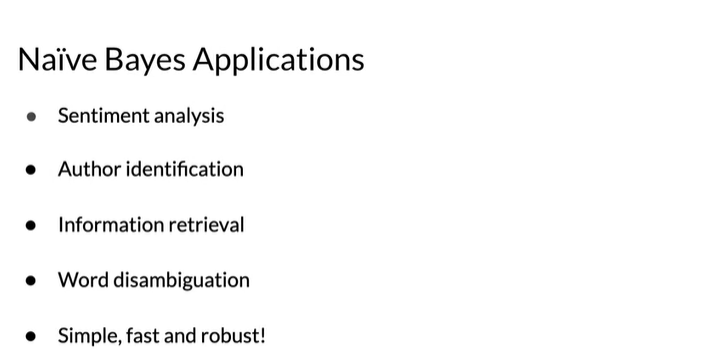 Naïve Bayes Applications
● Sentiment analysis
● Author identification
● Information retrieval
● Word disambiguation
● Simple, fast and robust!